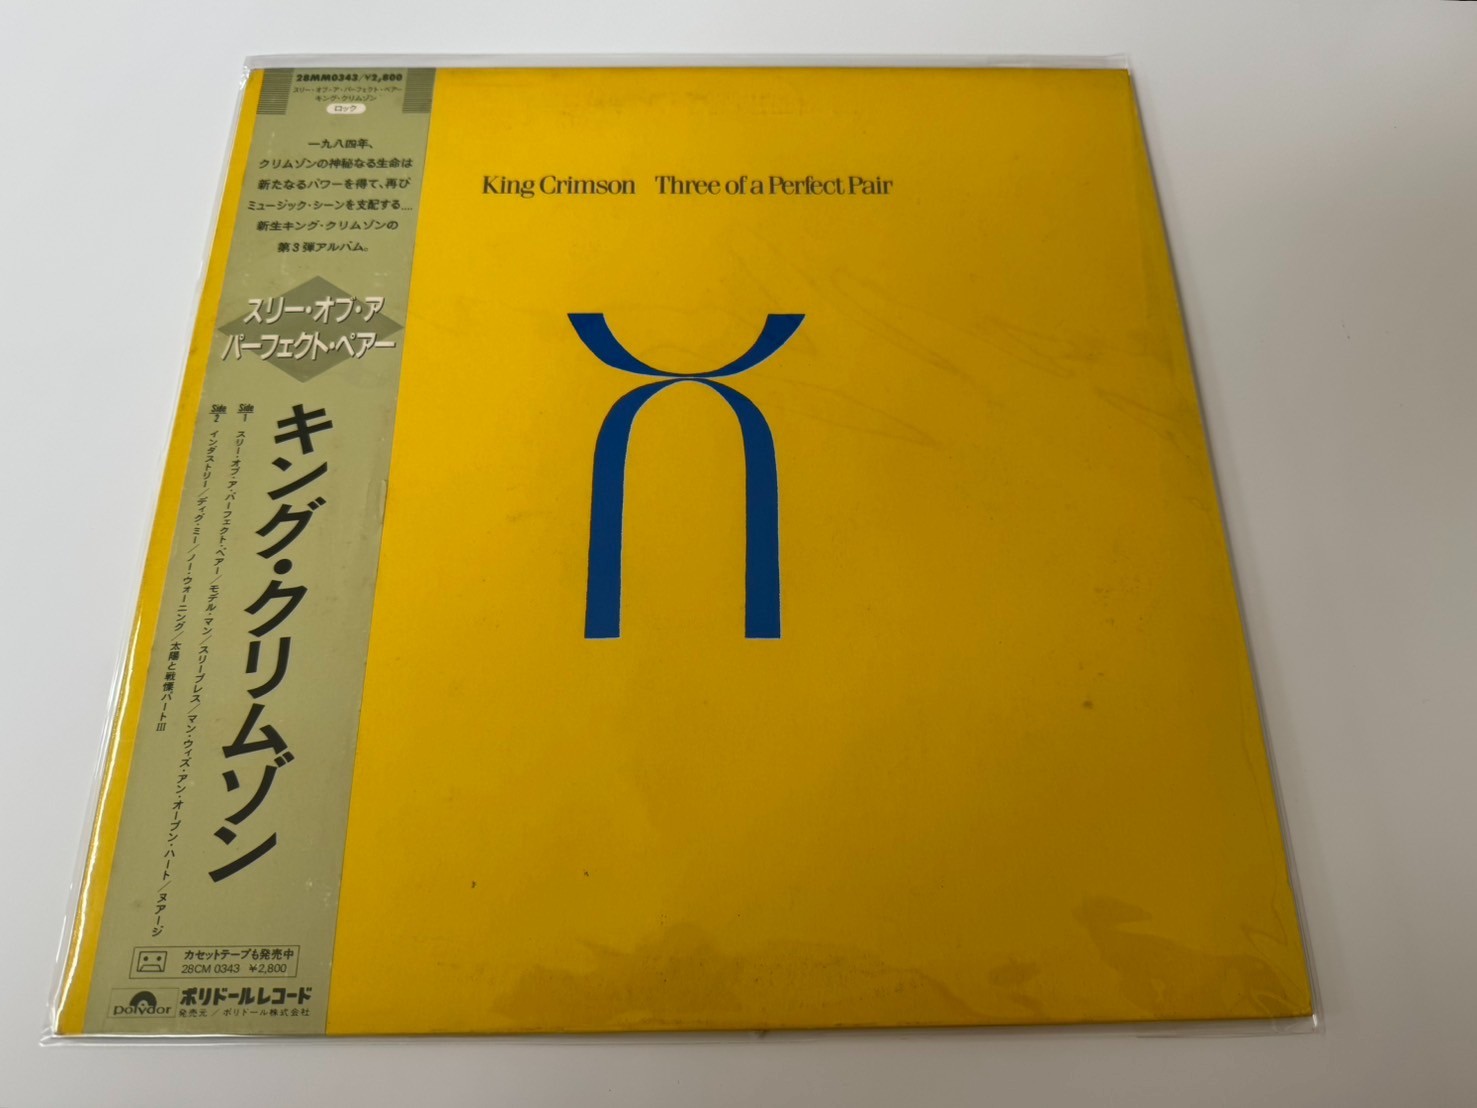 28MM0343/¥2,800
スリー・オブ・ア・パーフェクト・ペアー
キング・クリムゾン
ロック
一九八四年、
クリムゾンの神秘なる生命は
新たなるパワーを得て、再び
ミュージック・シーンを支配する....
新生キング・クリムゾンの
第3弾アルバム。
スリー・オブ・ア
パーフェクト・ペアー
キング・クリムゾン
Side 1 スリー・オブ・ア・パーフェクト・ペアー/モデル・マン/スリープレス/マン・ウィズ・アン・オープン・ハート/ヌアージ
Side 2 インダストリー/ディグ・ミー/ノー・ウォーニング/太陽と戦慄パートIII
カセットテープも発売中
28CM 0343 ¥2,800
polydor ポリドールレコード
発売元/ポリドール株式会社
King Crimson Three of a Perfect Pair